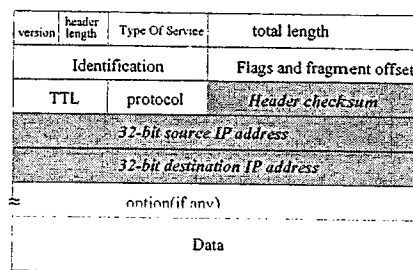 version header length Type Of Service total length
Identification Flags and fragment offset
TTL protocol Header checksum
32-bit source IP address
32-bit destination IP address
option(if any)
Data